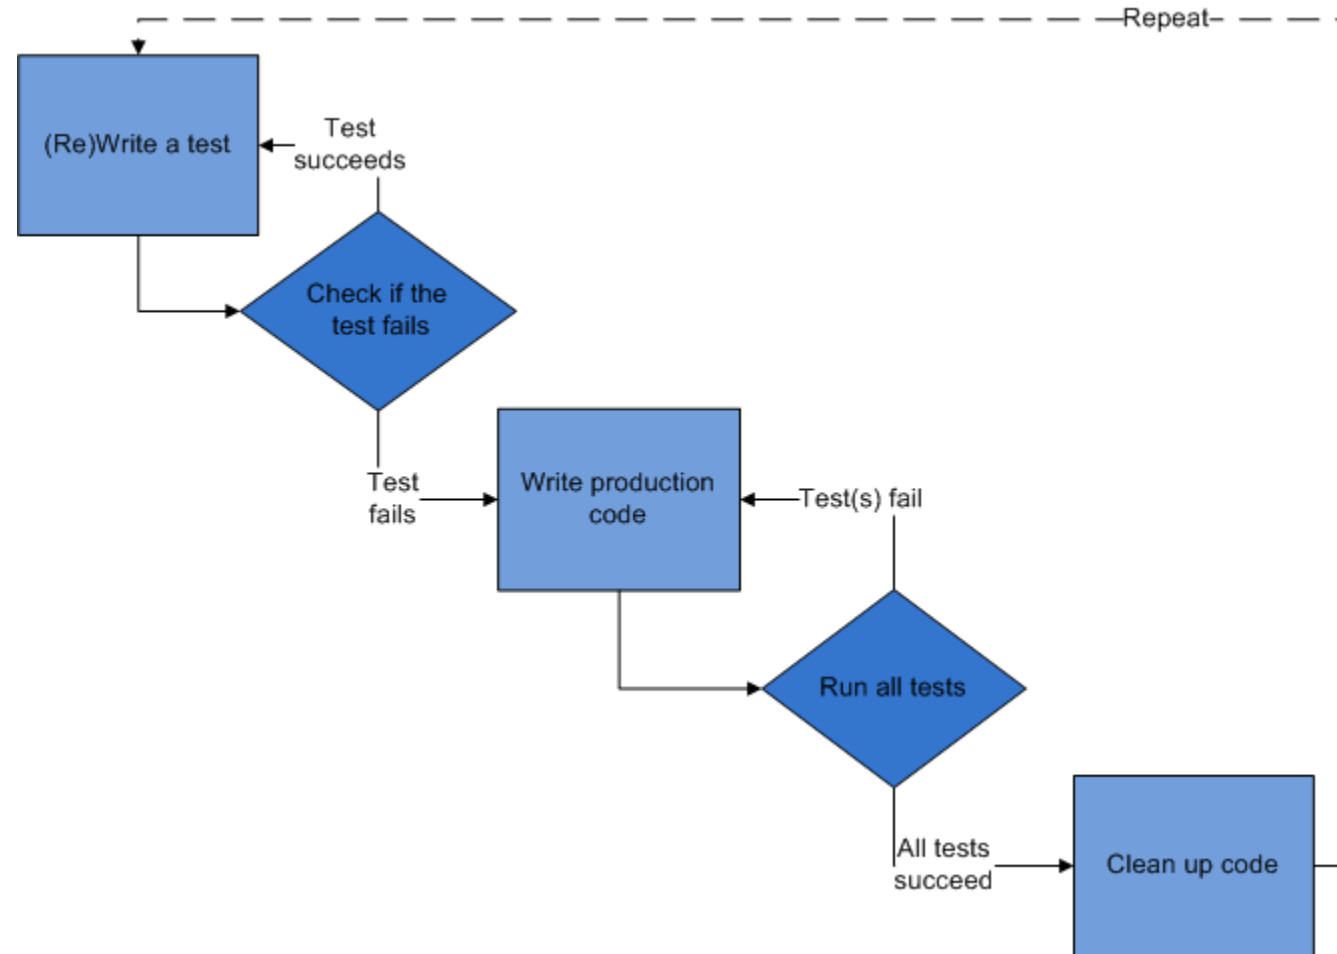 Repeat
(Re)Write a test
Test
succeeds
Check if the
test fails
Test
fails
Write production
code
Test(s) fail
Run all tests
All tests
succeed
Clean up code